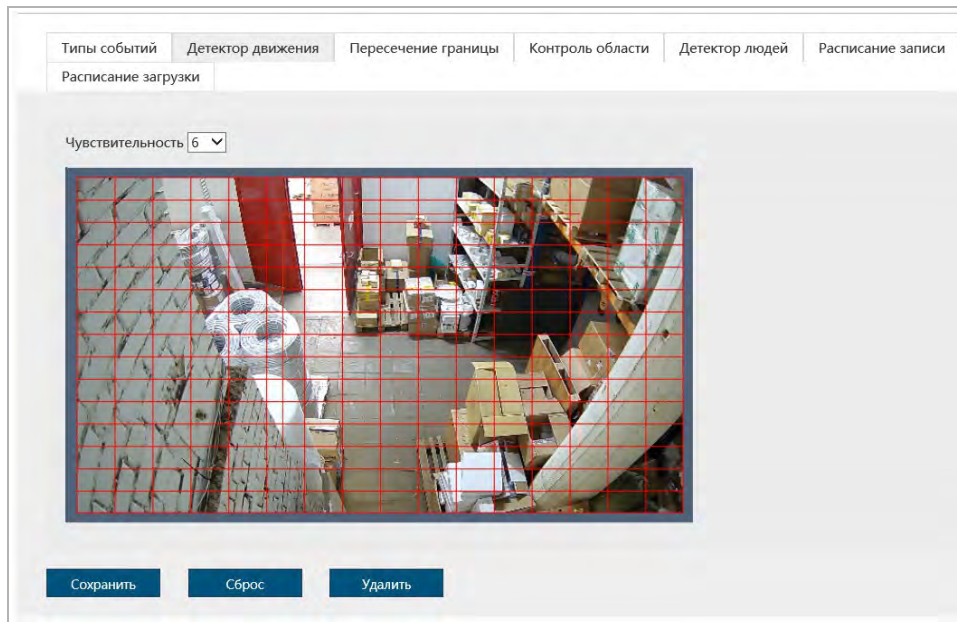 Типы событий Детектор движения Пересечение границы Контроль области Детектор людей Расписание записи
Расписание загрузки
Чувствительность 6
Сохранить Сброс Удалить